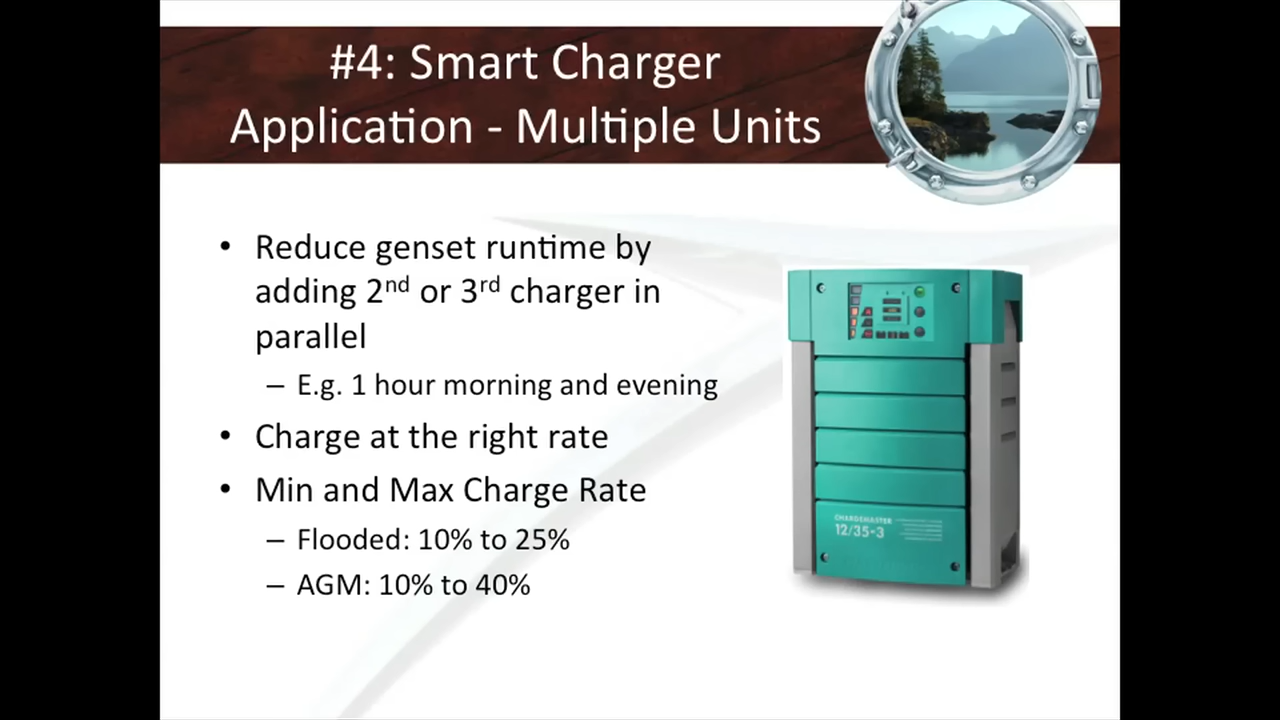 #4: Smart Charger
Application - Multiple Units
• Reduce genset runtime by
adding 2nd or 3rd charger in
parallel
– E.g. 1 hour morning and evening
• Charge at the right rate
• Min and Max Charge Rate
– Flooded: 10% to 25%
– AGM: 10% to 40%
CHARGEMASTER
12/35-3